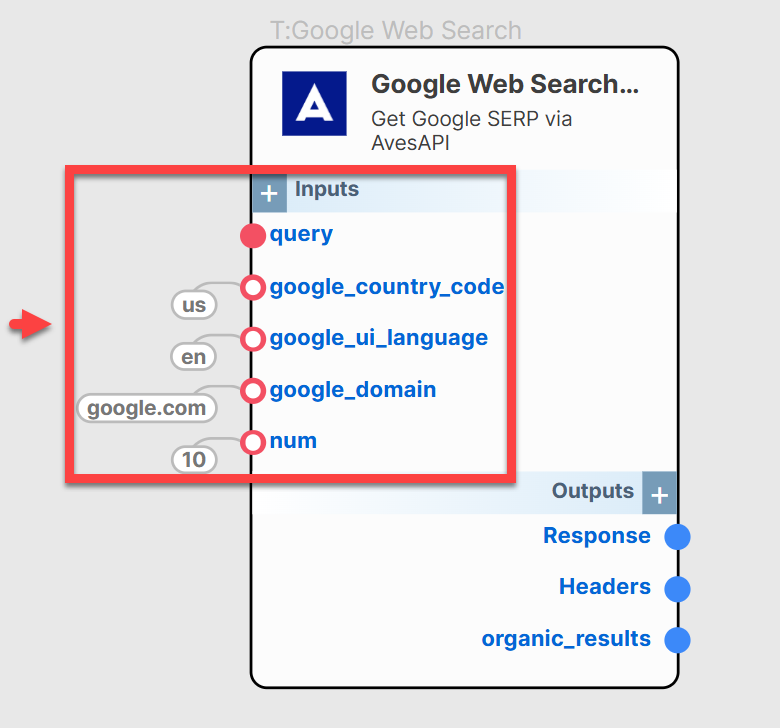 T:Google Web Search
A
Google Web Search...
Get Google SERP via
AvesAPI
+ Inputs
query
google_country_code
us
google_ui_language
en
google_domain
google.com
num
10
Outputs +
Response
Headers
organic_results